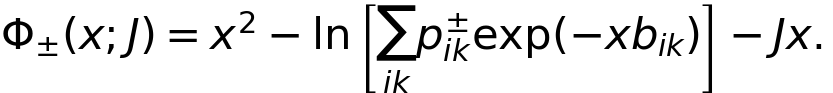 Φ±(x; J) = x² − ln [∑ik p±ik exp(−xbik)] − Jx.